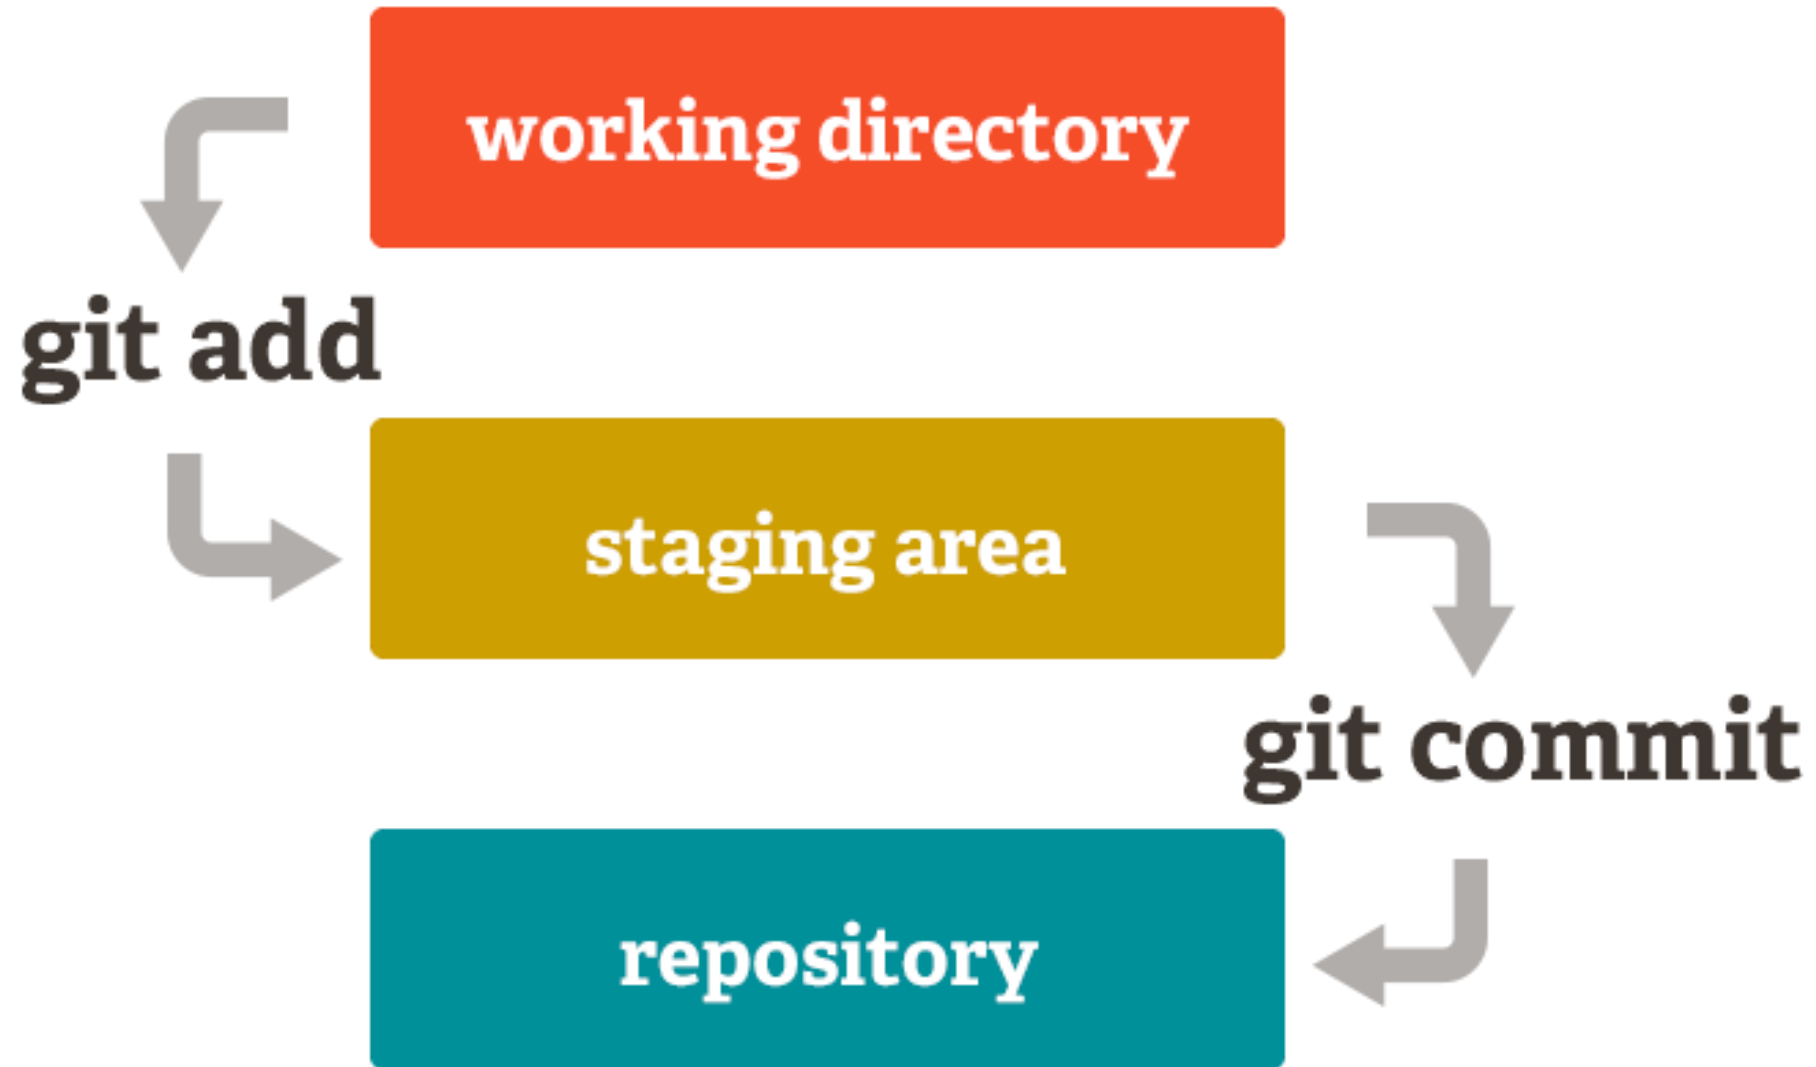 working directory
git add
staging area
git commit
repository